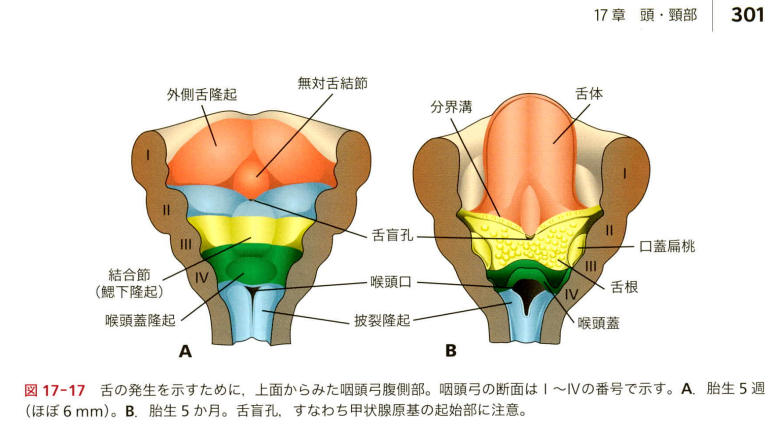 17 章 頭・頸部 301
外側舌隆起
無対舌結節
分界溝
舌体
I
II
III
IV
舌盲孔
結合節
（鰓下隆起）
喉頭口
喉頭蓋隆起
披裂隆起
A
I
II
III
IV
口蓋扁桃
舌根
喉頭蓋
B
図 17-17 舌の発生を示すために，上面からみた咽頭弓腹側部。咽頭弓の断面は I 〜IVの番号で示す。A. 胎生 5 週
（ほぼ 6 mm）。B. 胎生 5 か月。舌盲孔，すなわち甲状腺原基の起始部に注意。